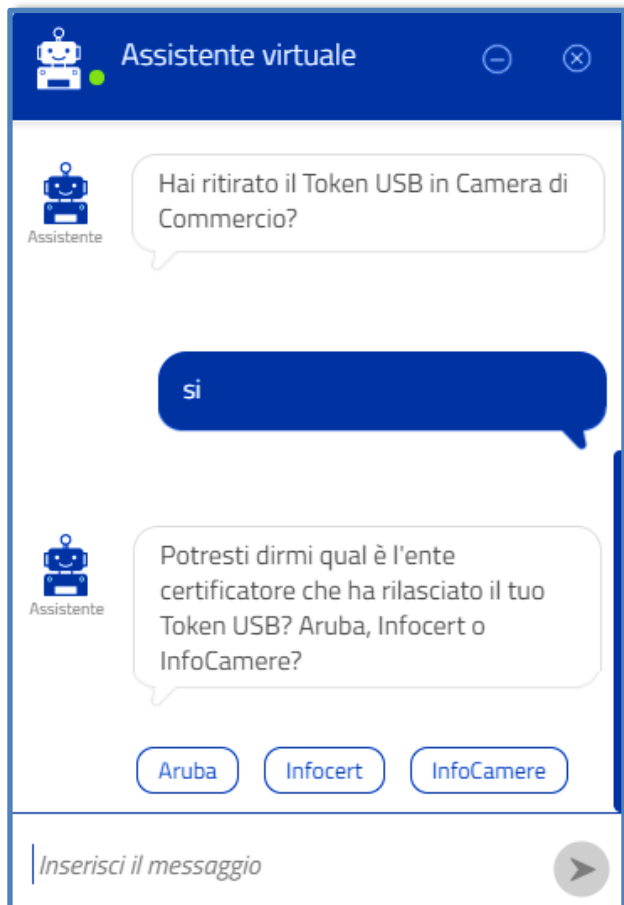 Assistente virtuale
Hai ritirato il Token USB in Camera di
Commercio?
Assistente
si
Potresti dirmi qual è l'ente
certificatore che ha rilasciato il tuo
Token USB? Aruba, Infocert o
InfoCamere?
Assistente
Aruba Infocert InfoCamere
Inserisci il messaggio